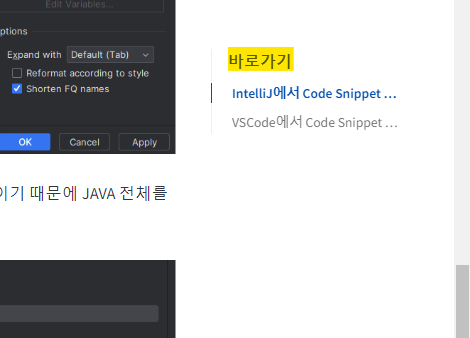 Edit Variables...
ptions
Expand with Default (Tab)
Reformat according to style
Shorten FQ names
OK Cancel Apply
이기 때문에 JAVA 전체를
바로가기
IntelliJ에서 Code Snippet ...
VSCode에서 Code Snippet ...